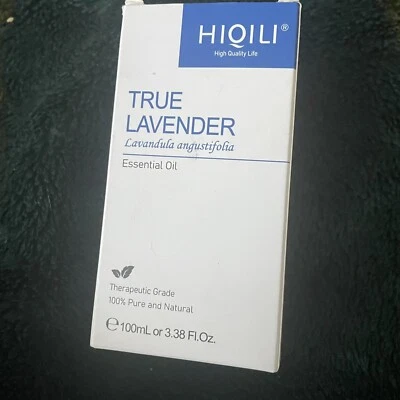 HIQILI®
High Quality Life
TRUE
LAVENDER
Lavandula angustifolia
Essential Oil
Therapeutic Grade
100% Pure and Natural
℮100mL or 3.38 Fl.Oz.